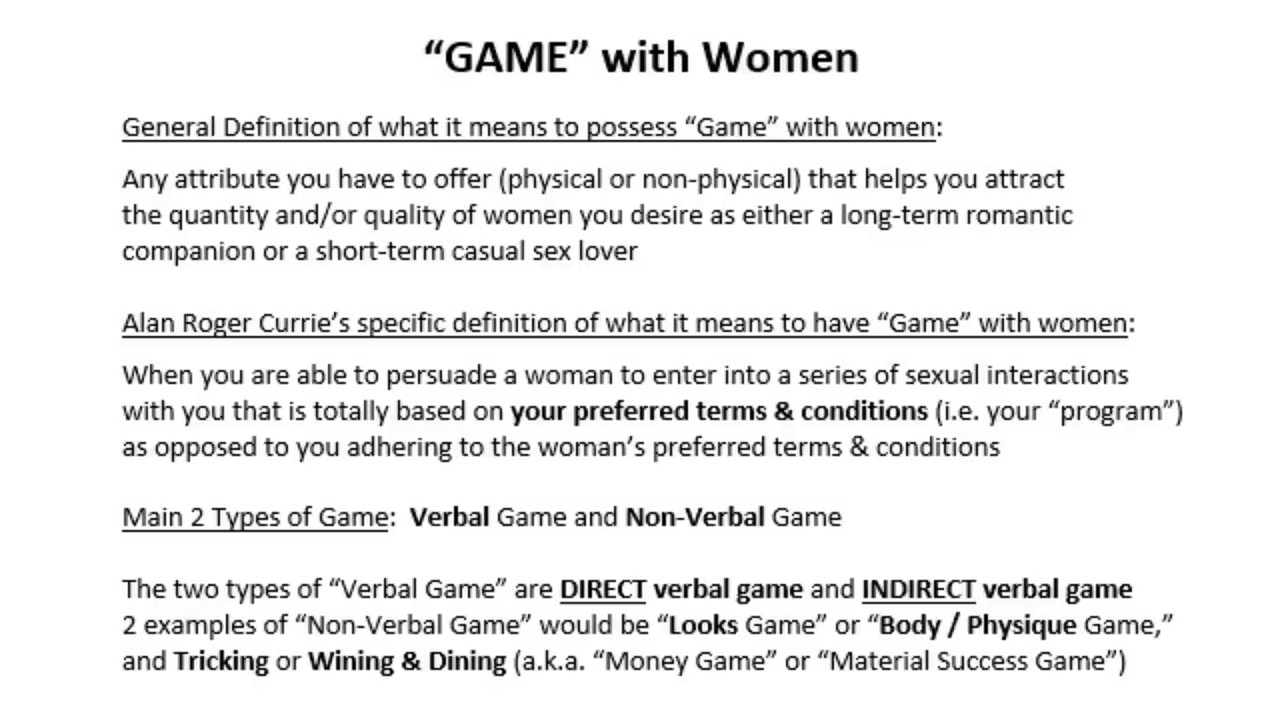 “GAME” with Women
General Definition of what it means to possess “Game” with women:
Any attribute you have to offer (physical or non-physical) that helps you attract
the quantity and/or quality of women you desire as either a long-term romantic
companion or a short-term casual sex lover
Alan Roger Currie’s specific definition of what it means to have “Game” with women:
When you are able to persuade a woman to enter into a series of sexual interactions
with you that is totally based on your preferred terms & conditions (i.e. your “program”)
as opposed to you adhering to the woman’s preferred terms & conditions
Main 2 Types of Game: Verbal Game and Non-Verbal Game
The two types of “Verbal Game” are DIRECT verbal game and INDIRECT verbal game
2 examples of “Non-Verbal Game” would be “Looks Game” or “Body / Physique Game,”
and Tricking or Wining & Dining (a.k.a. “Money Game” or “Material Success Game”)